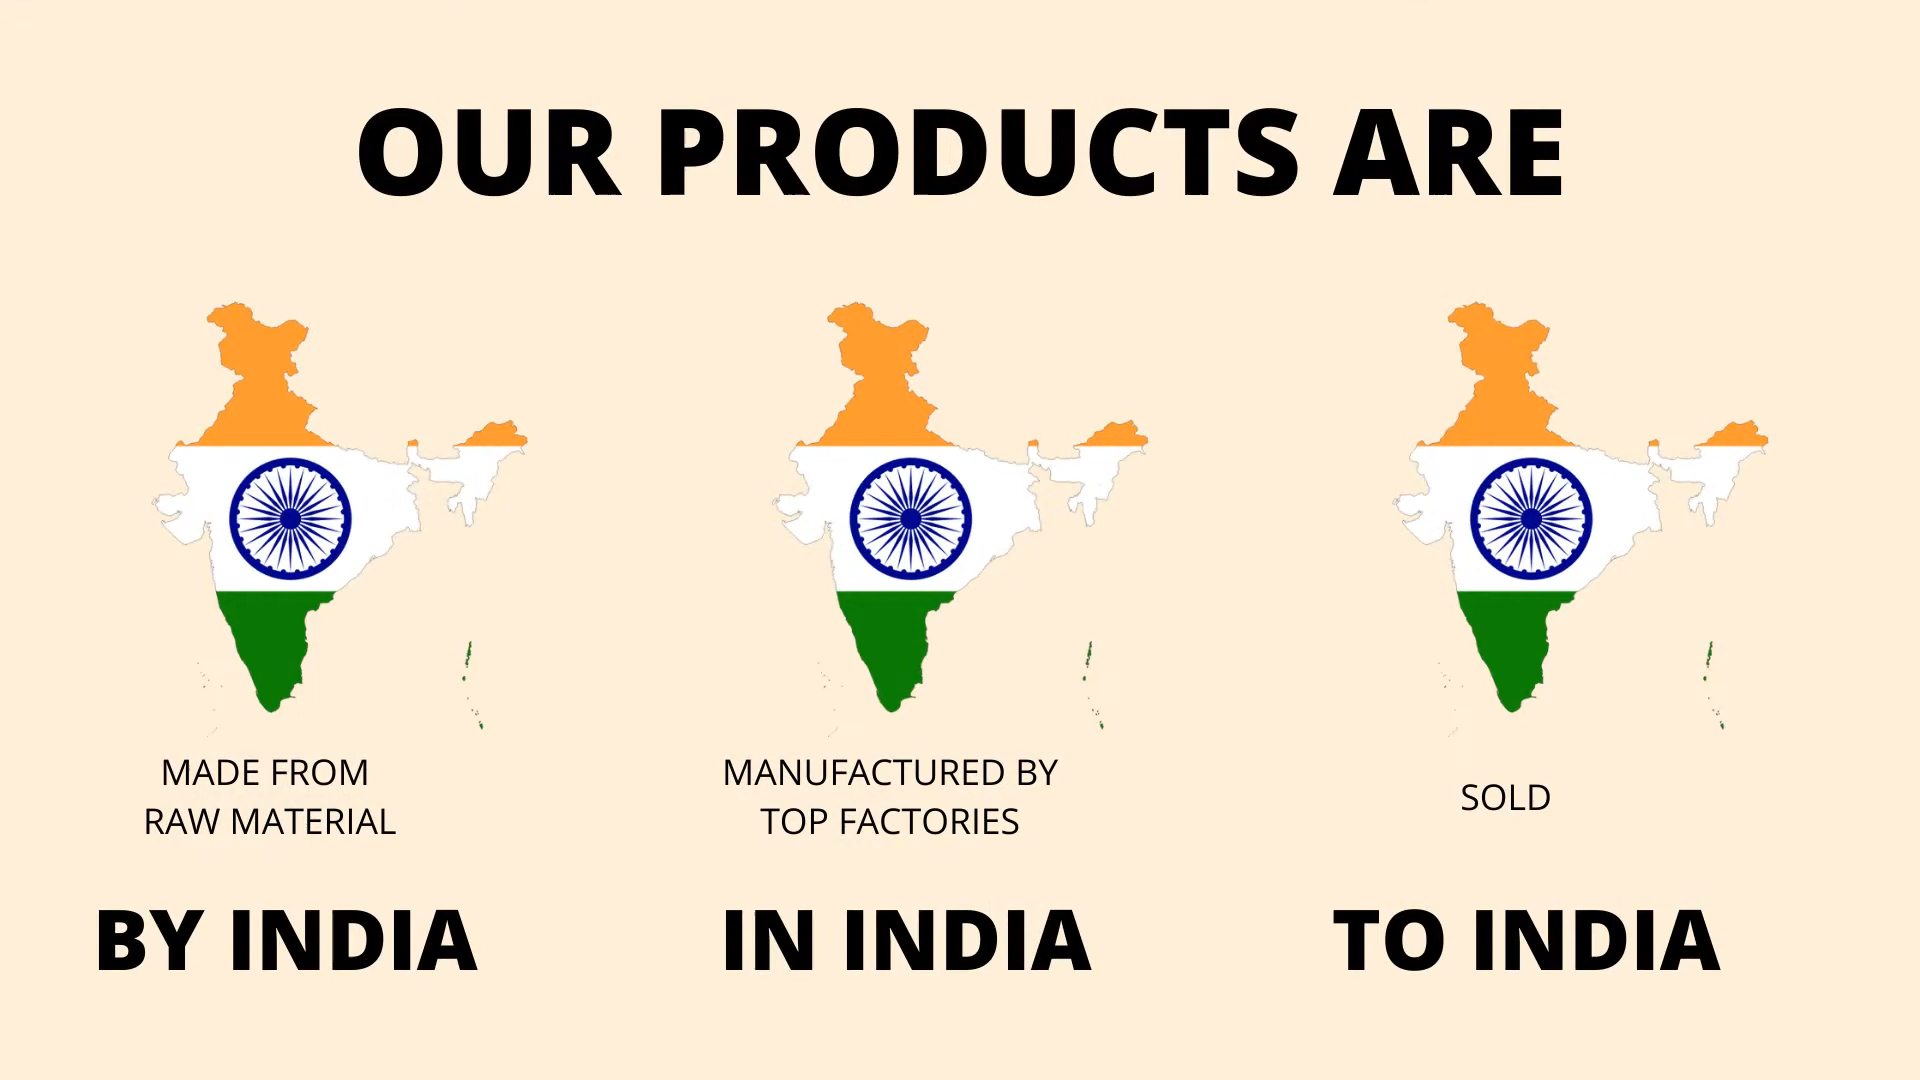 OUR PRODUCTS ARE
MADE FROM
RAW MATERIAL
BY INDIA
MANUFACTURED BY
TOP FACTORIES
IN INDIA
SOLD
TO INDIA